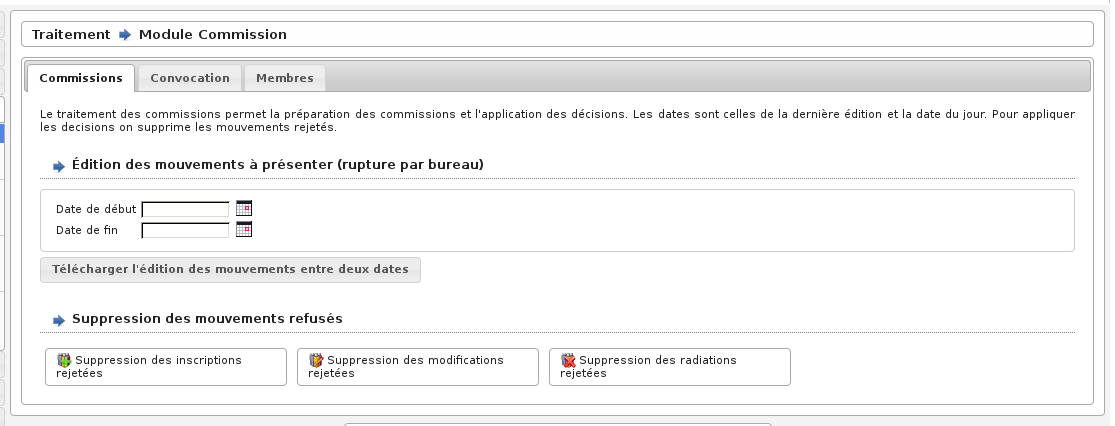 Traitement Module Commission
Commissions Convocation Membres
Le traitement des commissions permet la préparation des commissions et l'application des décisions. Les dates sont celles de la dernière édition et la date du jour. Pour appliquer
les decisions on supprime les mouvements rejetés.
Édition des mouvements à présenter (rupture par bureau)
Date de début
Date de fin
Télécharger l'édition des mouvements entre deux dates
Suppression des mouvements refusés
Suppression des inscriptions
rejetées
Suppression des modifications
rejetées
Suppression des radiations
rejetées